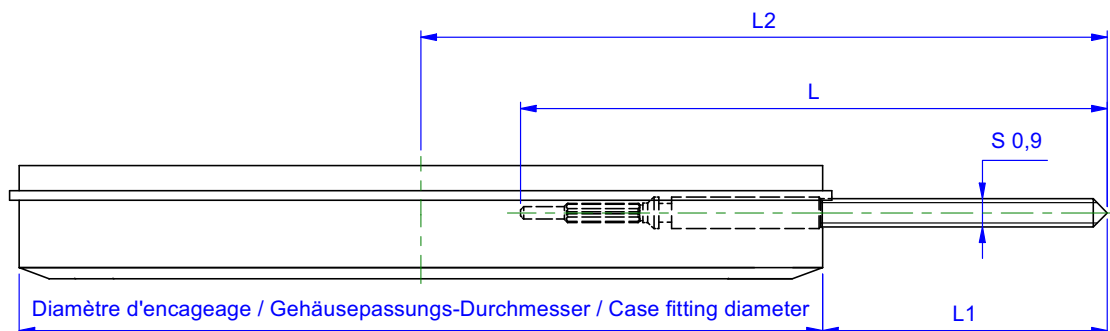 L2
L
S 0,9
Diamètre d'encageage / Gehäusepassungs-Durchmesser / Case fitting diameter
L1